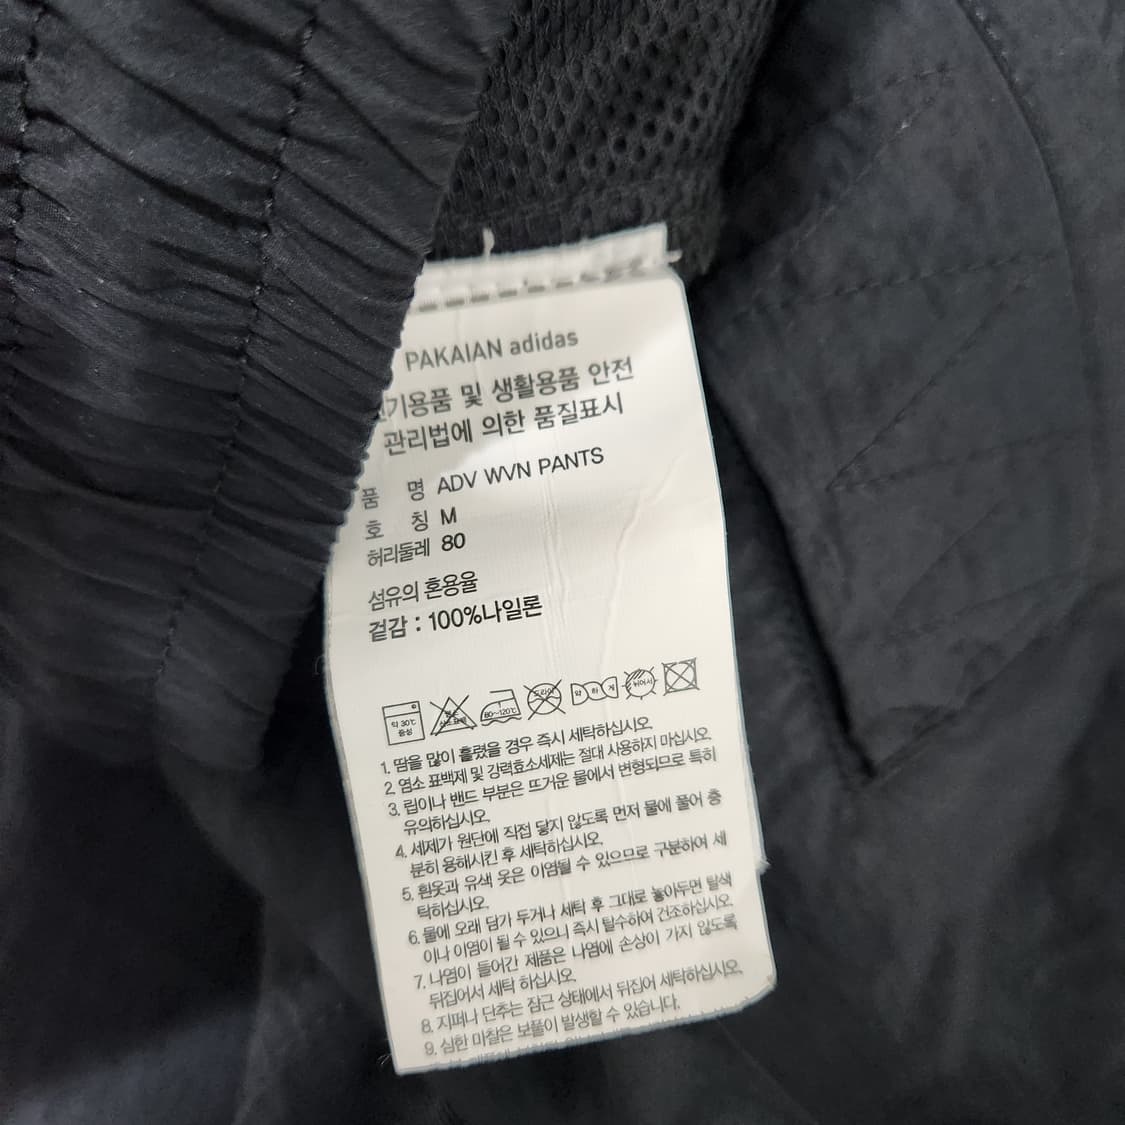 PAKAIAN adidas
기용품 및 생활용품 안전
관리법에 의한 품질표시
품 명 ADV WVN PANTS
호 칭 M
허리둘레 80
섬유의 혼용율
겉감 : 100%나일론
약 30℃ 중성 80~120℃ 드라이 약 하 게 뉘어서
1. 땀을 많이 흘렸을 경우 즉시 세탁하십시오.
2. 염소 표백제 및 강력효소세제는 절대 사용하지 마십시오.
3. 립이나 밴드 부분은 뜨거운 물에서 변형되므로 특히
유의하십시오.
4. 세제가 원단에 직접 닿지 않도록 먼저 물에 풀어 충
분히 용해시킨 후 세탁하십시오.
5. 흰옷과 유색 옷은 이염될 수 있으므로 구분하여 세
탁하십시오.
6. 물에 오래 담가 두거나 세탁 후 그대로 놓아두면 탈색
이나 이염이 될 수 있으니 즉시 탈수하여 건조하십시오.
7. 나염이 들어간 제품은 나염에 손상이 가지 않도록
뒤집어서 세탁 하십시오.
8. 지퍼나 단추는 잠근 상태에서 뒤집어 세탁하십시오.
9. 심한 마찰은 보풀이 발생할 수 있습니다.